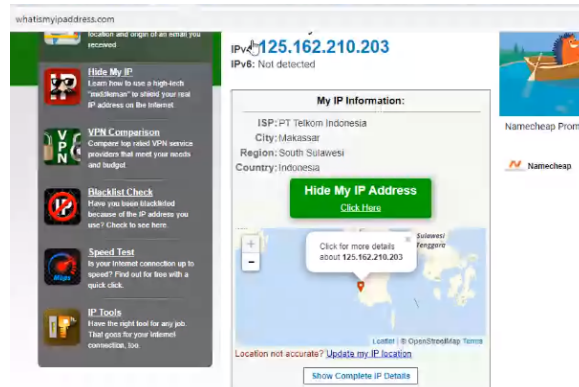 whatismyipaddress.com
location and origin of an email you
received
Hide My IP
Learn how to use a high-tech
"middleman" to shield your real
IP address on the Internet.
VPN Comparison
Compare top rated VPN service
providers that meet your needs
and budget.
Blacklist Check
Have you been blacklisted
because of the IP address you
use? Check to see here.
Speed Test
Is your Internet connection up to
speed? Find out for free with a
quick click.
IP Tools
Have the right tool for any job.
That goes for your internet
connection, too.
IP
VPN
IP
Mbps
IP
125.162.210.203
IPv6: Not detected
My IP Information:
ISP: PT Telkom Indonesia
City: Makassar
Region: South Sulawesi
Country: Indonesia
Hide My IP Address
Click Here
+
-
Click for more details
about 125.162.210.203
×
Sulawesi
Tenggara
Leaflet | © OpenStreetMap Terms
Location not accurate? Update my IP location
Show Complete IP Details
Namecheap Prom
Namecheap